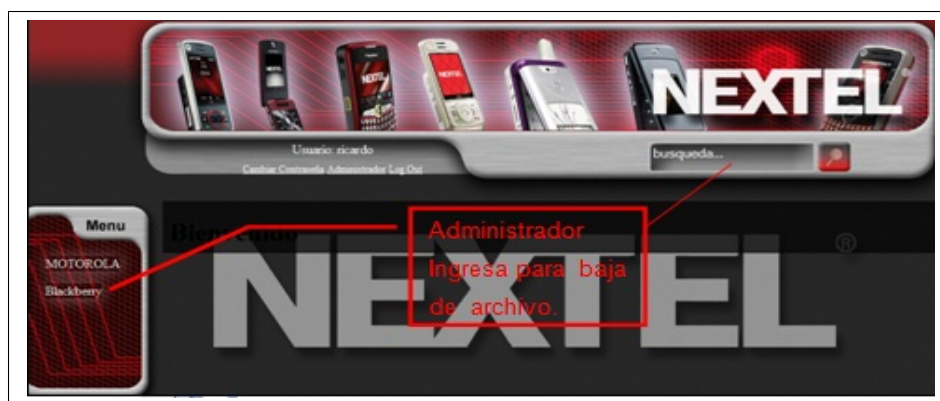 NEXTEL
Usuario: ricardo
Cambiar Contraseña Administrador Log Out
busqueda...
Menu
MOTOROLA
Blackberry
Bienvenido
Administrador
Ingresa para baja
de archivo.
NEXTEL®